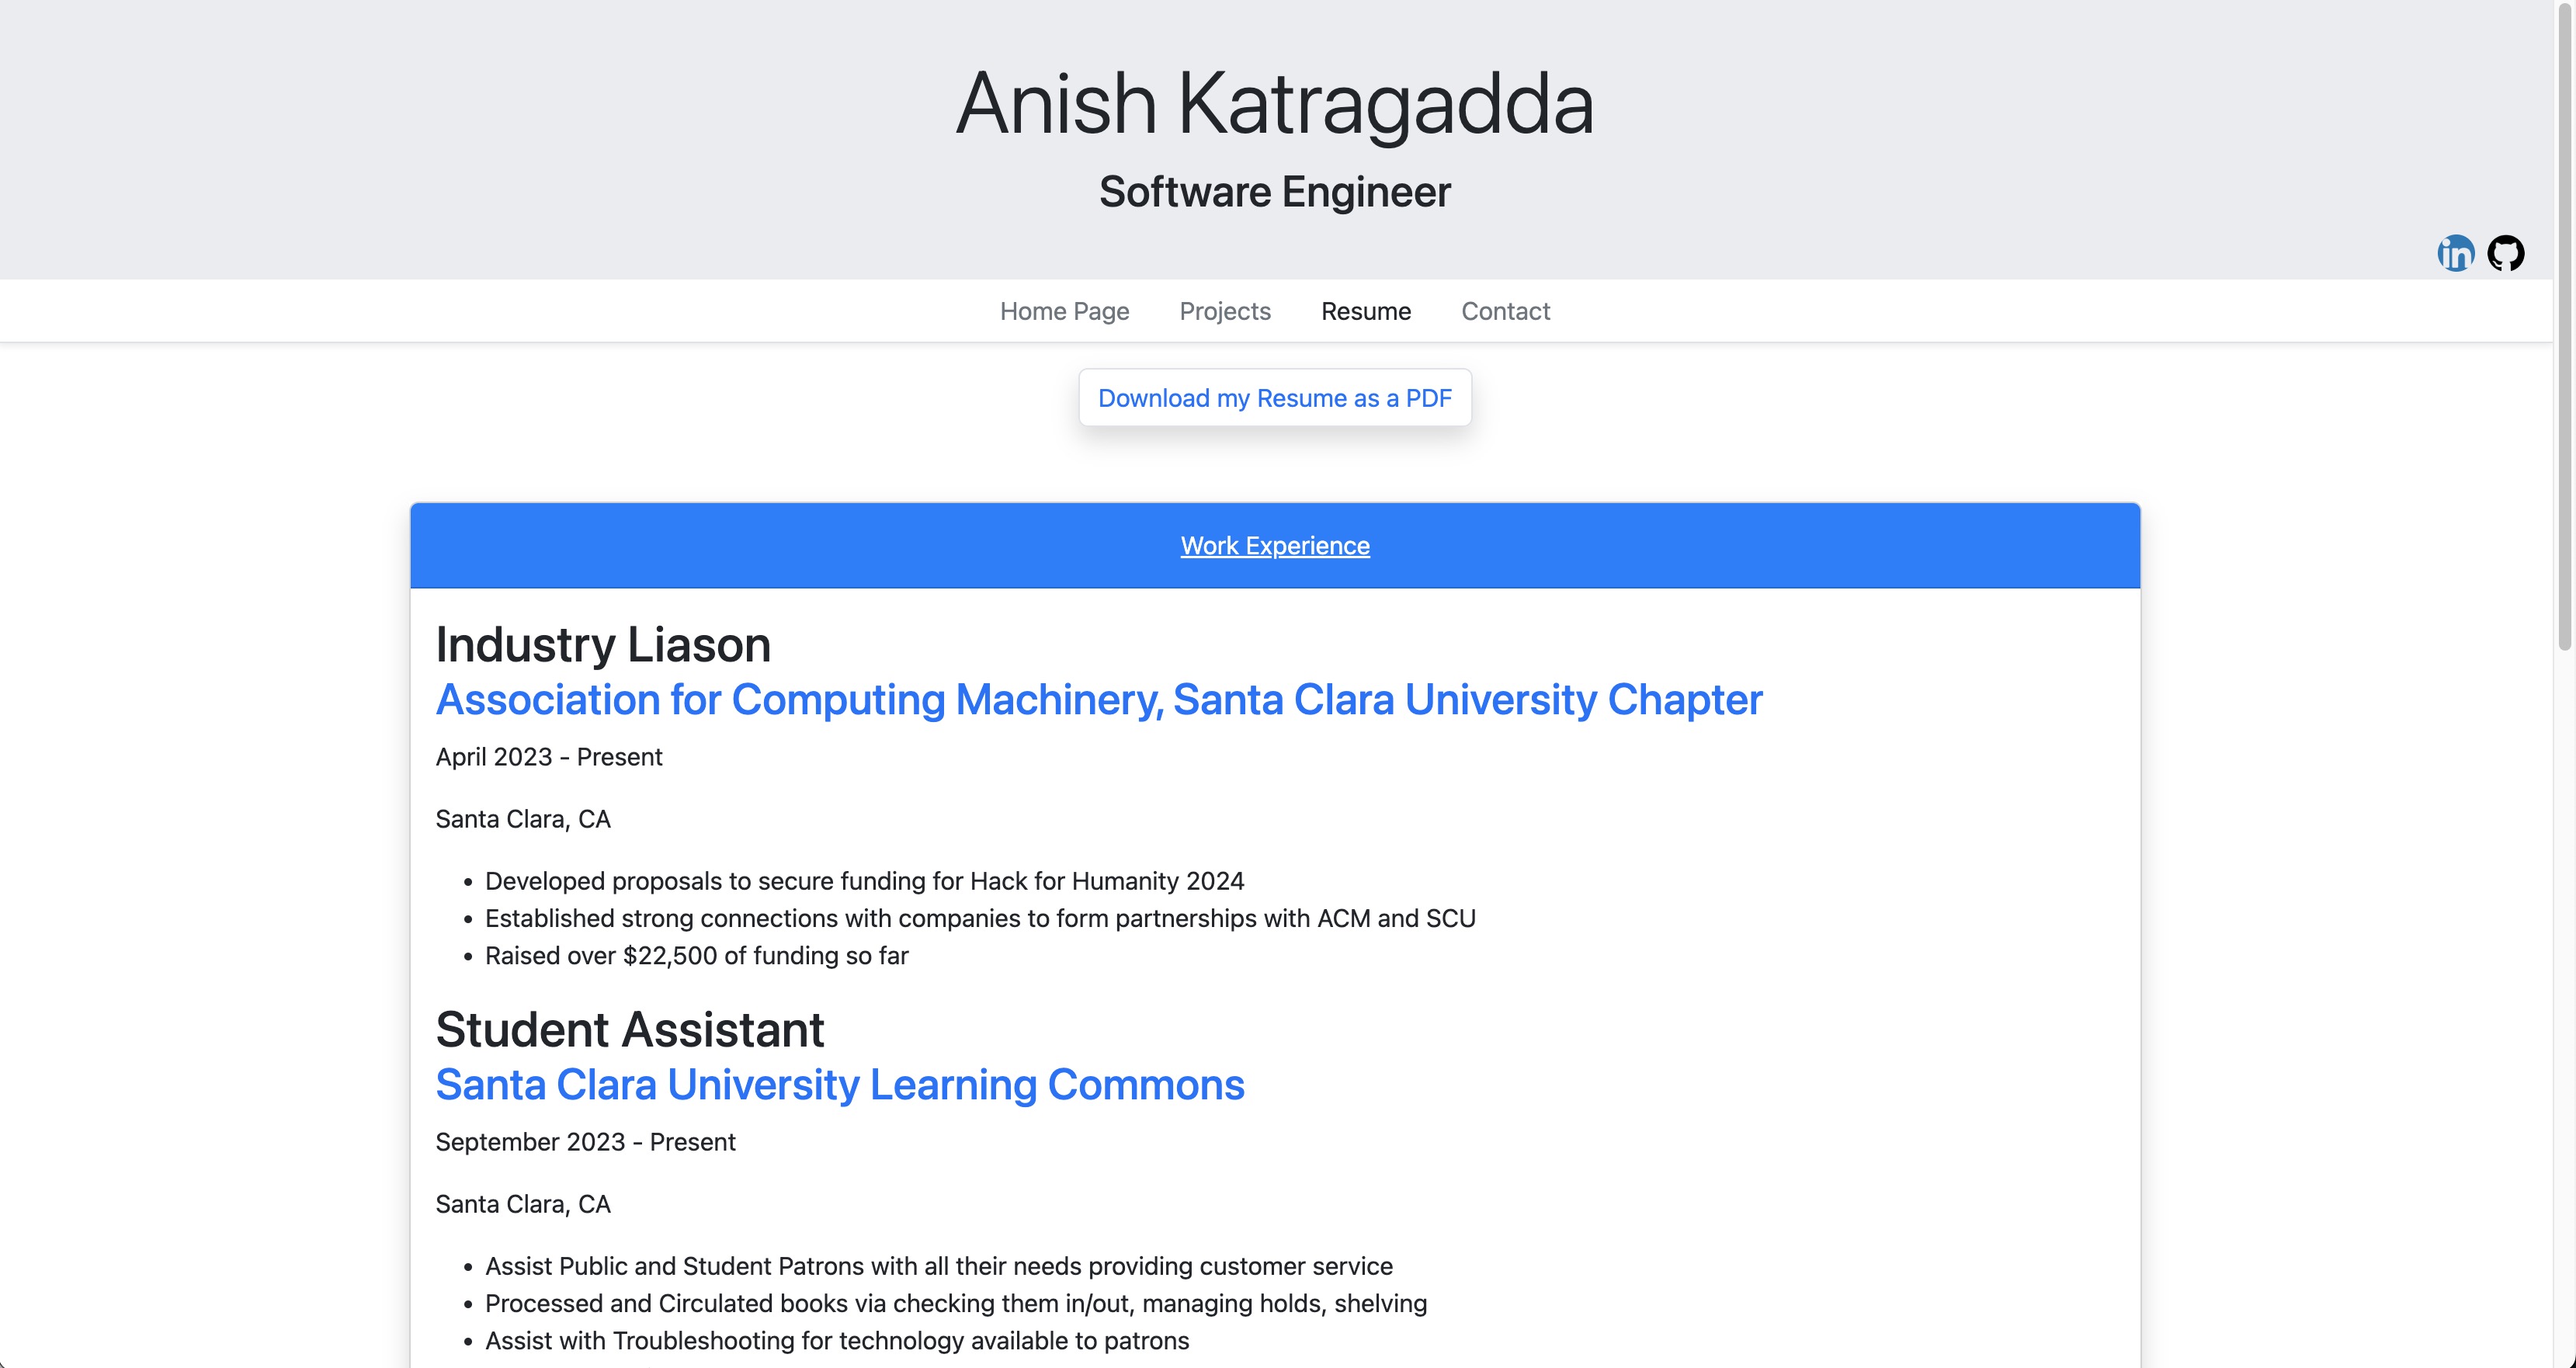 Anish Katragadda
Software Engineer
in
Home Page Projects Resume Contact
Download my Resume as a PDF
Work Experience
Industry Liason
Association for Computing Machinery, Santa Clara University Chapter
April 2023 - Present
Santa Clara, CA
• Developed proposals to secure funding for Hack for Humanity 2024
• Established strong connections with companies to form partnerships with ACM and SCU
• Raised over $22,500 of funding so far
Student Assistant
Santa Clara University Learning Commons
September 2023 - Present
Santa Clara, CA
• Assist Public and Student Patrons with all their needs providing customer service
• Processed and Circulated books via checking them in/out, managing holds, shelving
• Assist with Troubleshooting for technology available to patrons